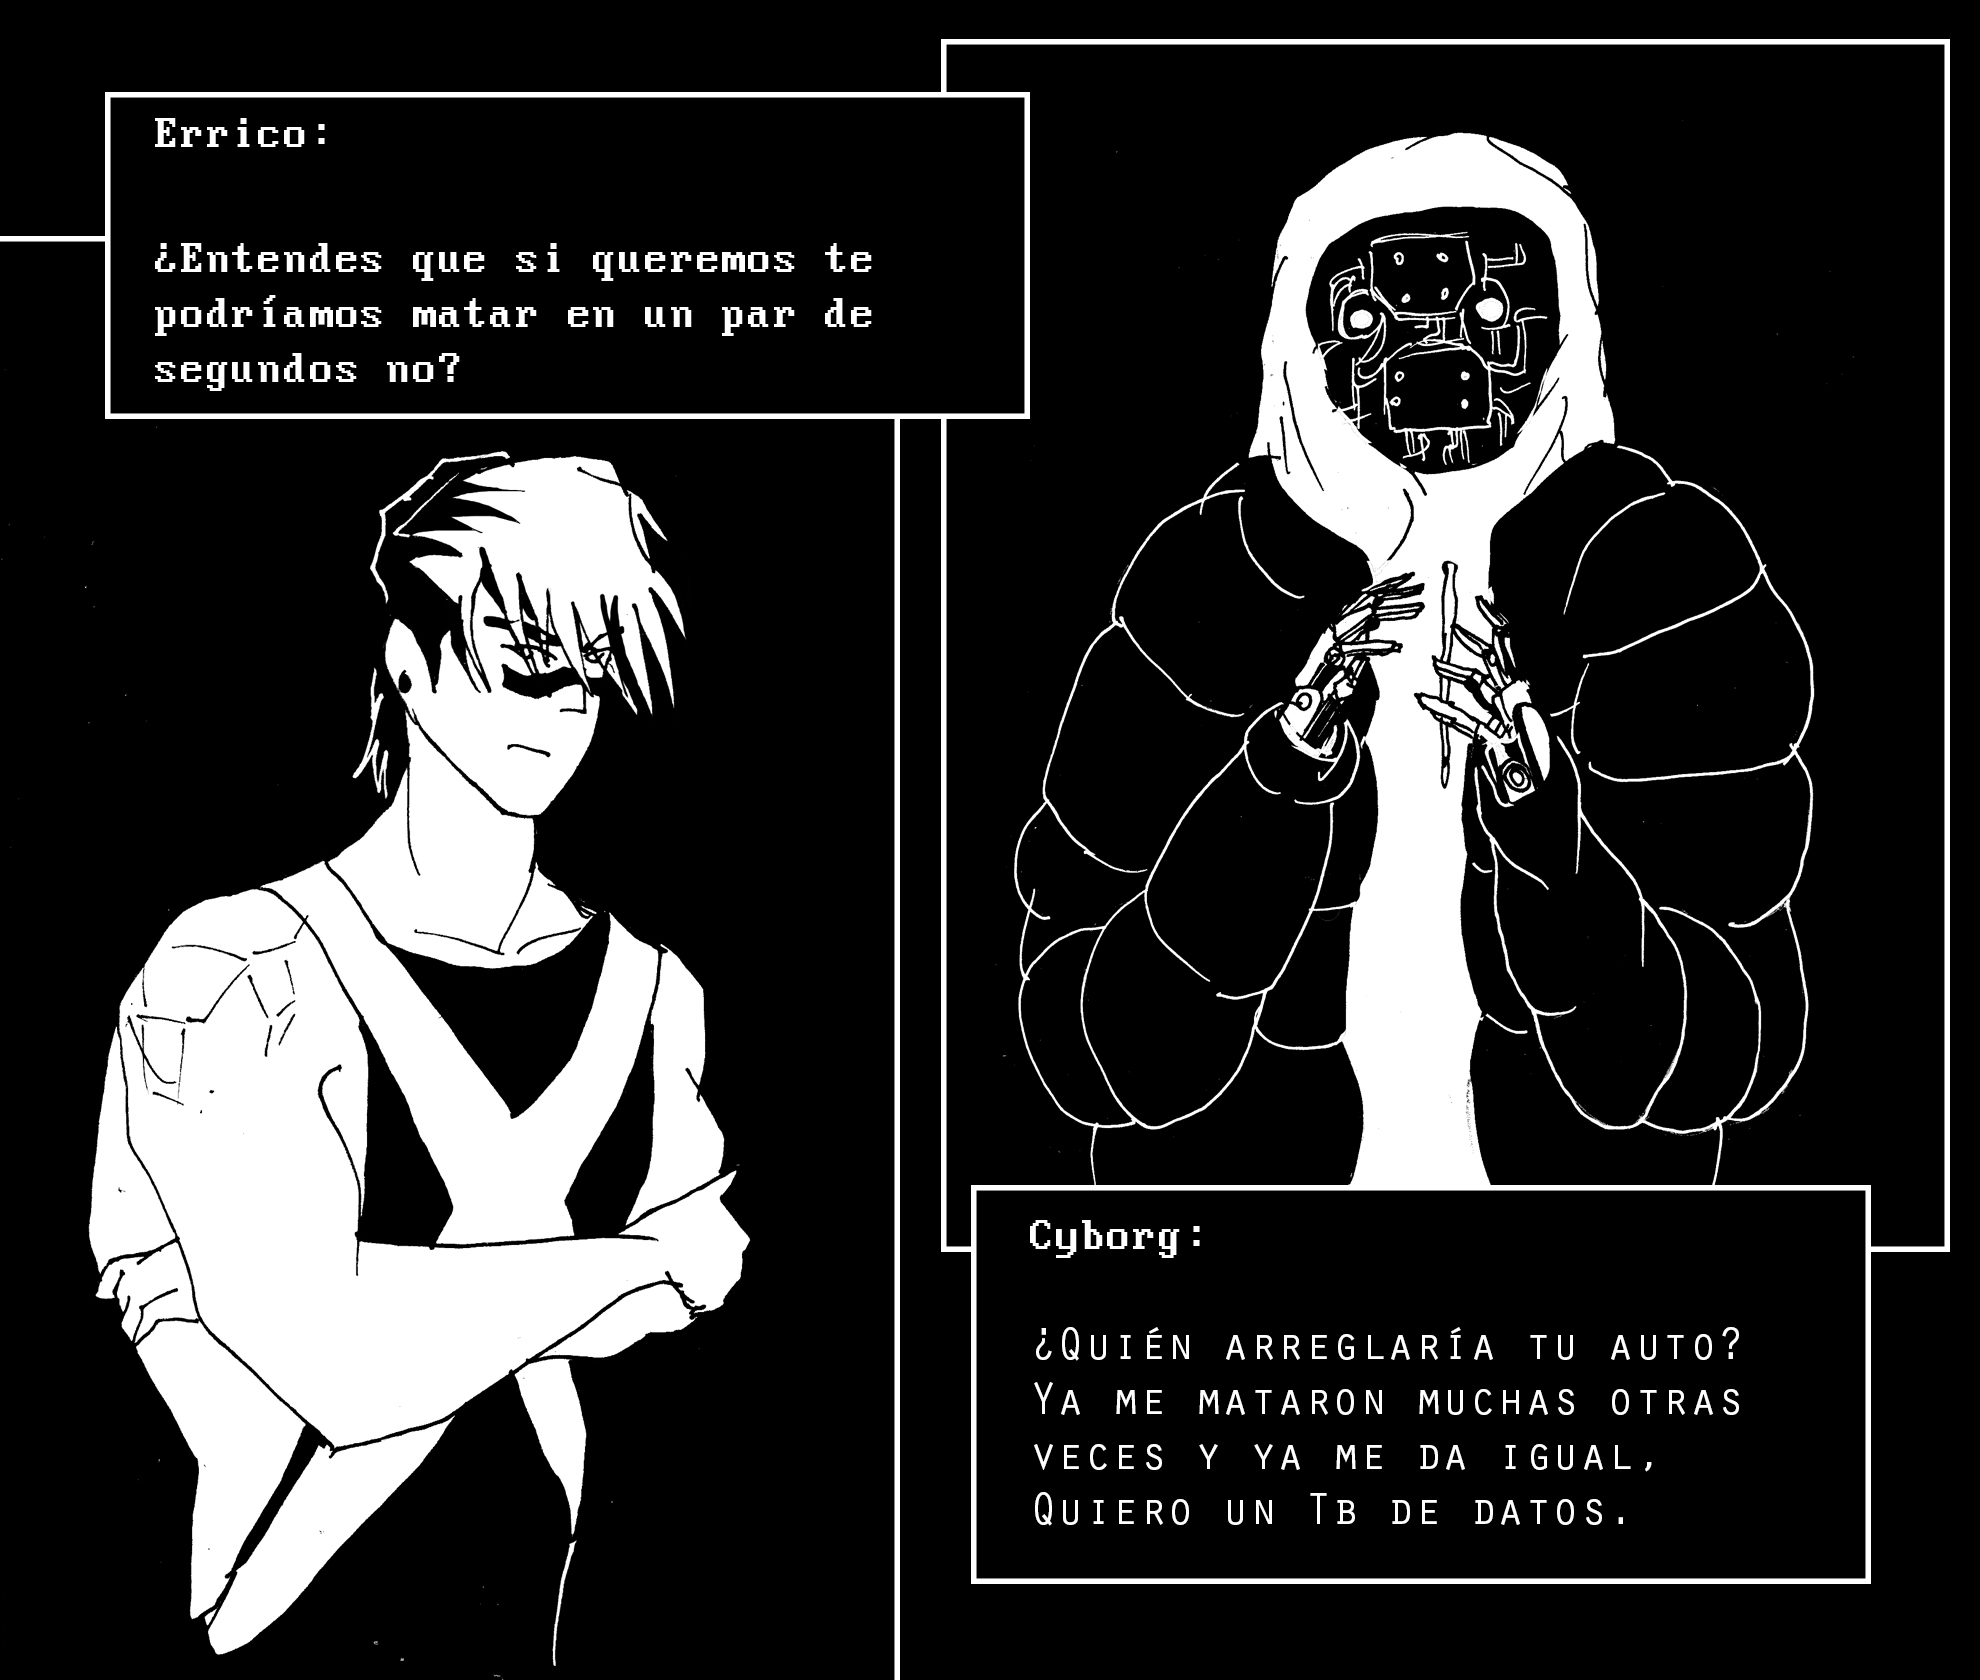 Errico:
¿Entendes que si queremos te
podríamos matar en un par de
segundos no?
Cyborg:
¿Quién arreglaría tu auto?
Ya me mataron muchas otras
veces y ya me da igual,
Quiero un Tb de datos.